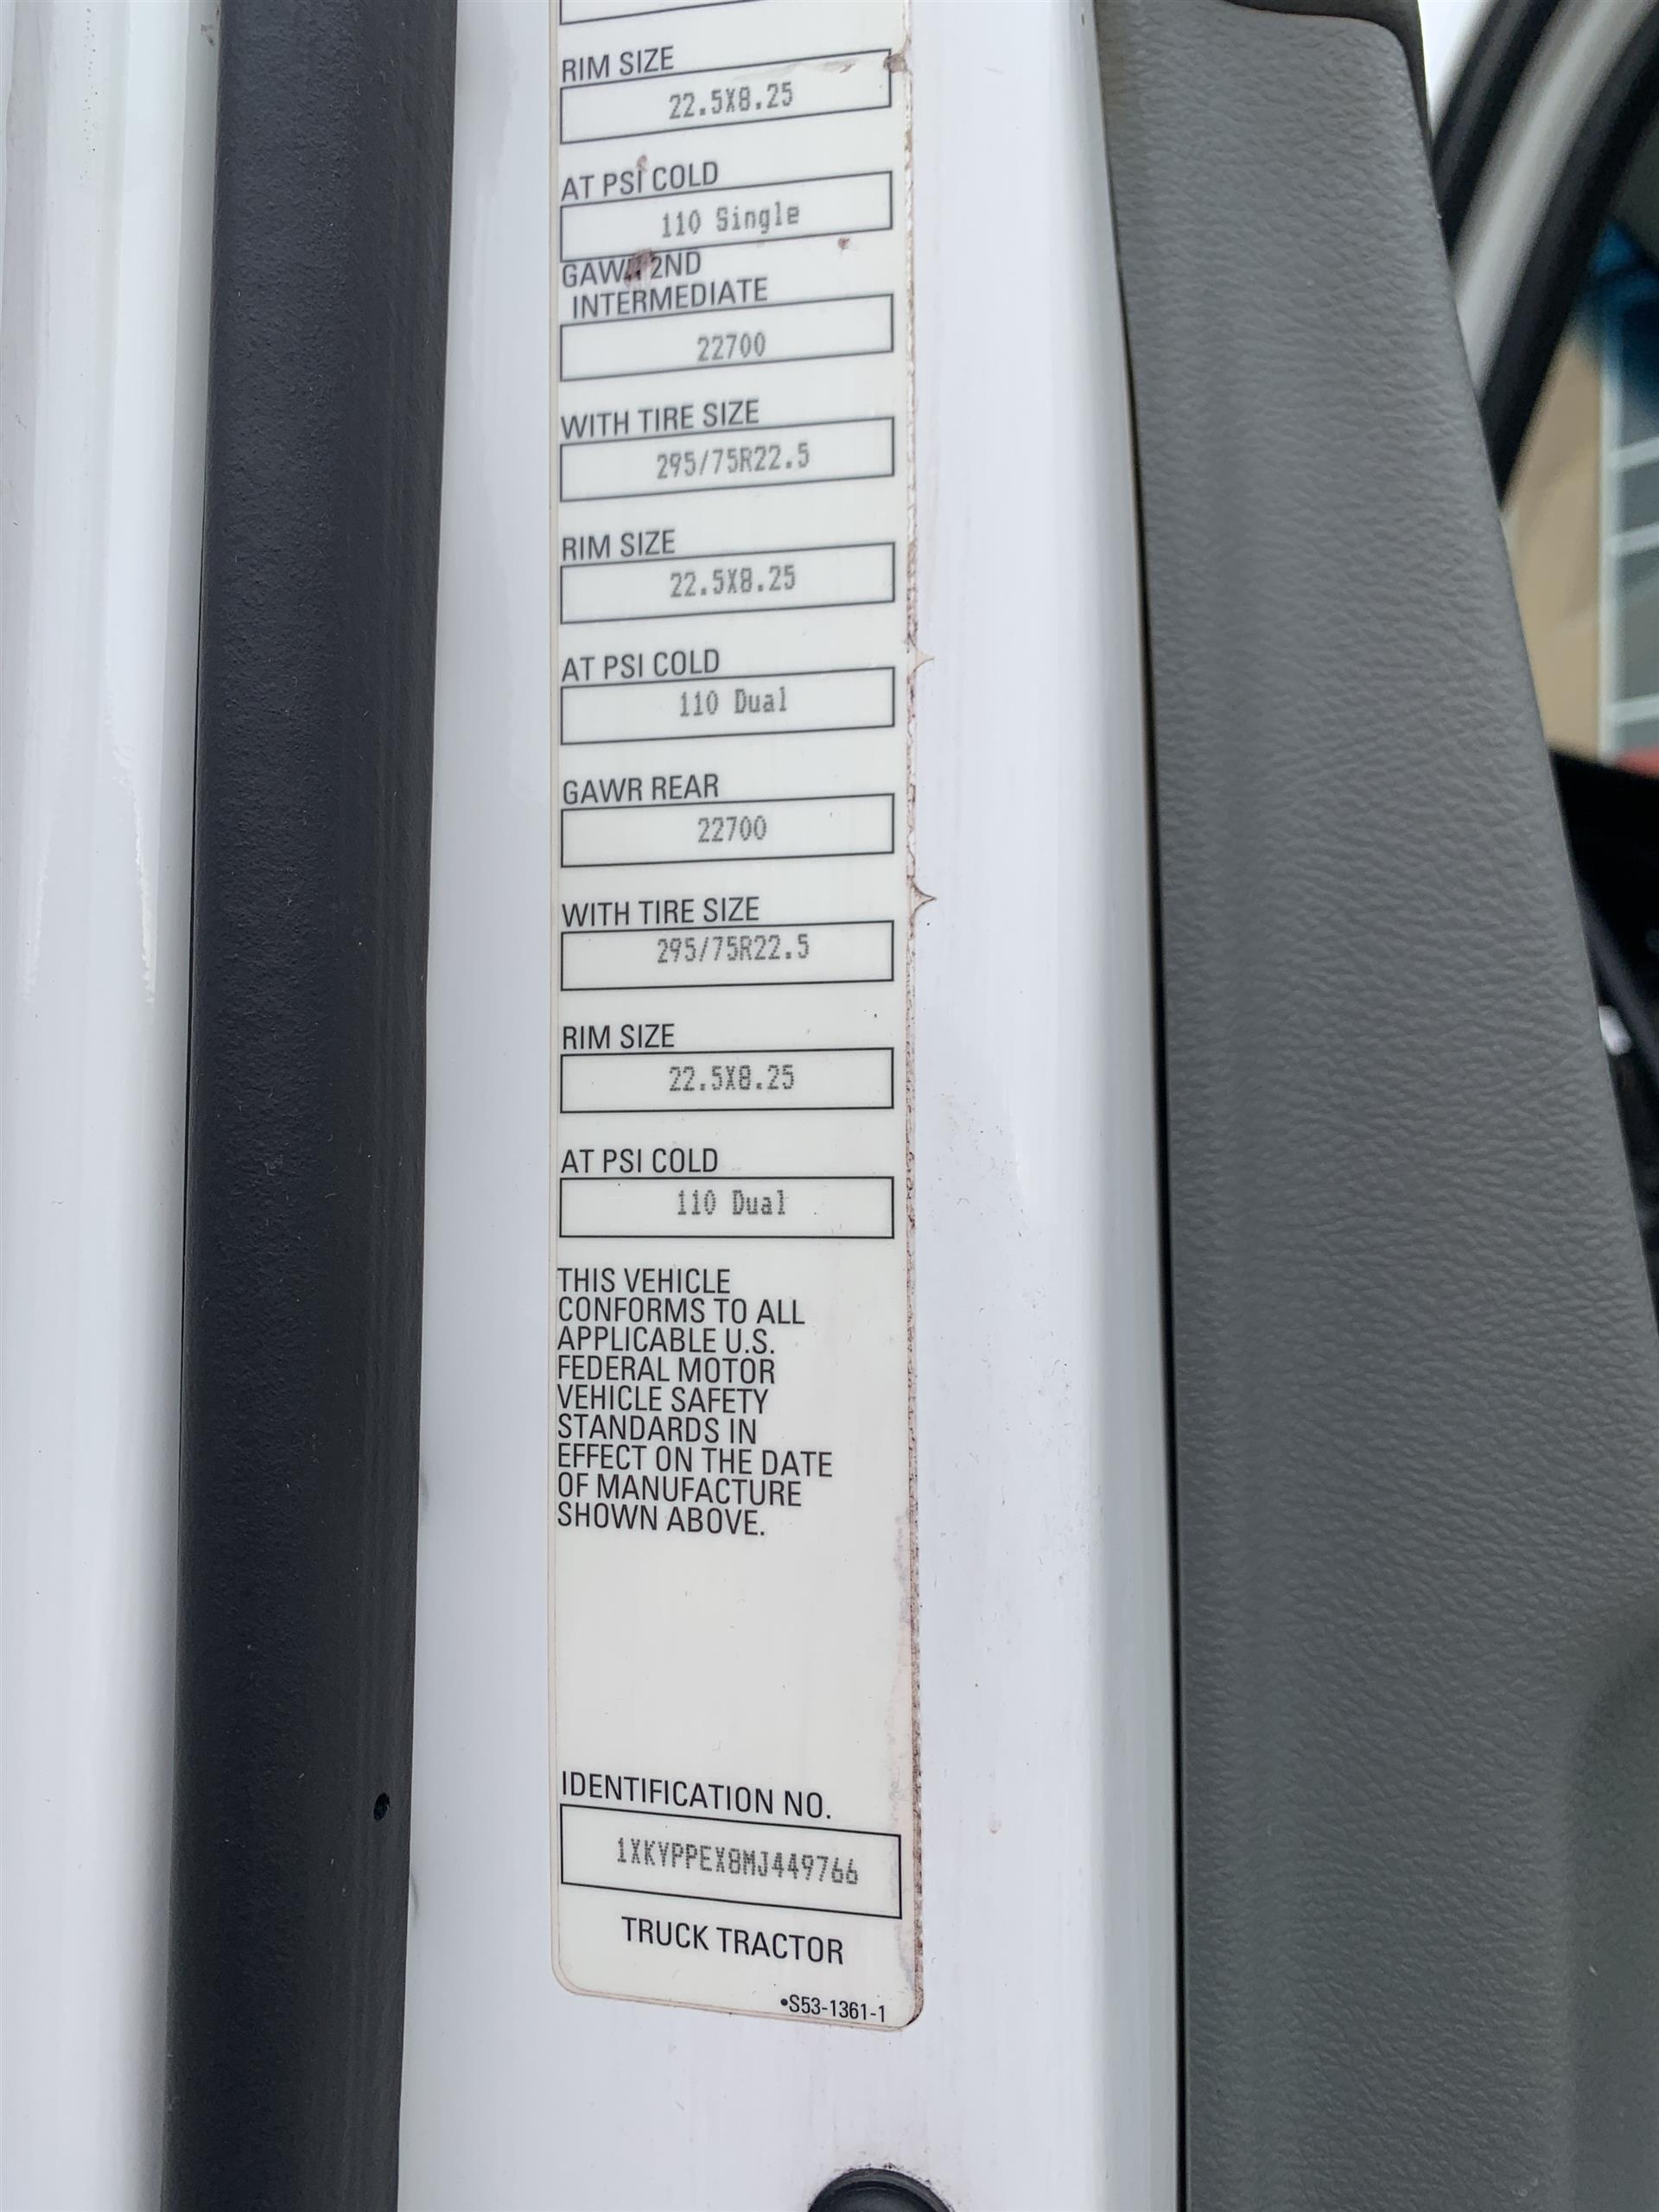 RIM SIZE
22.5X8.25
AT PSI COLD
110 Single
GAWR 2ND
INTERMEDIATE
22700
WITH TIRE SIZE
295/75R22.5
RIM SIZE
22.5X8.25
AT PSI COLD
110 Dual
GAWR REAR
22700
WITH TIRE SIZE
295/75R22.5
RIM SIZE
22.5X8.25
AT PSI COLD
110 Dual
THIS VEHICLE
CONFORMS TO ALL
APPLICABLE U.S.
FEDERAL MOTOR
VEHICLE SAFETY
STANDARDS IN
EFFECT ON THE DATE
OF MANUFACTURE
SHOWN ABOVE.
IDENTIFICATION NO.
1XKYPPEX8MJ449766
TRUCK TRACTOR
•S53-1361-1